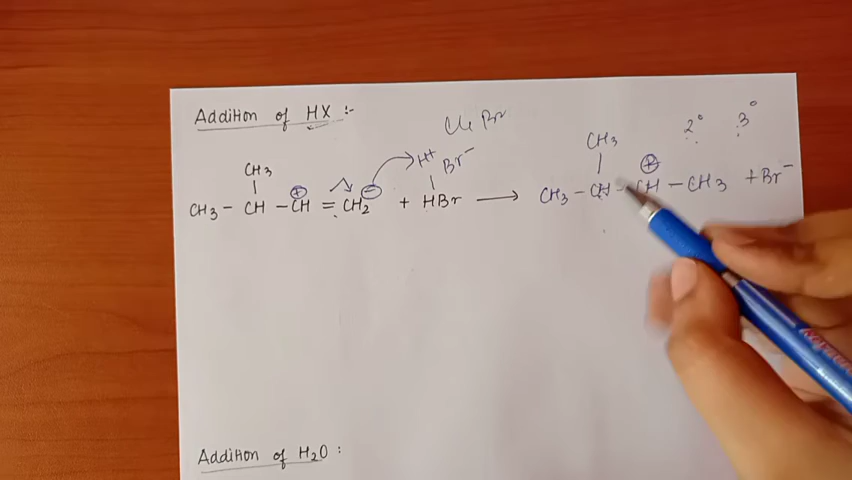 Addition of HX :-
Br
2° 3°
CH3 CH3
H+ Br−
CH3 − CH − CH = CH2 + HBr ⟶ CH3 − CH − CH − CH3 + Br−
⊕ ⊖ ⊕
Addition of H2O :